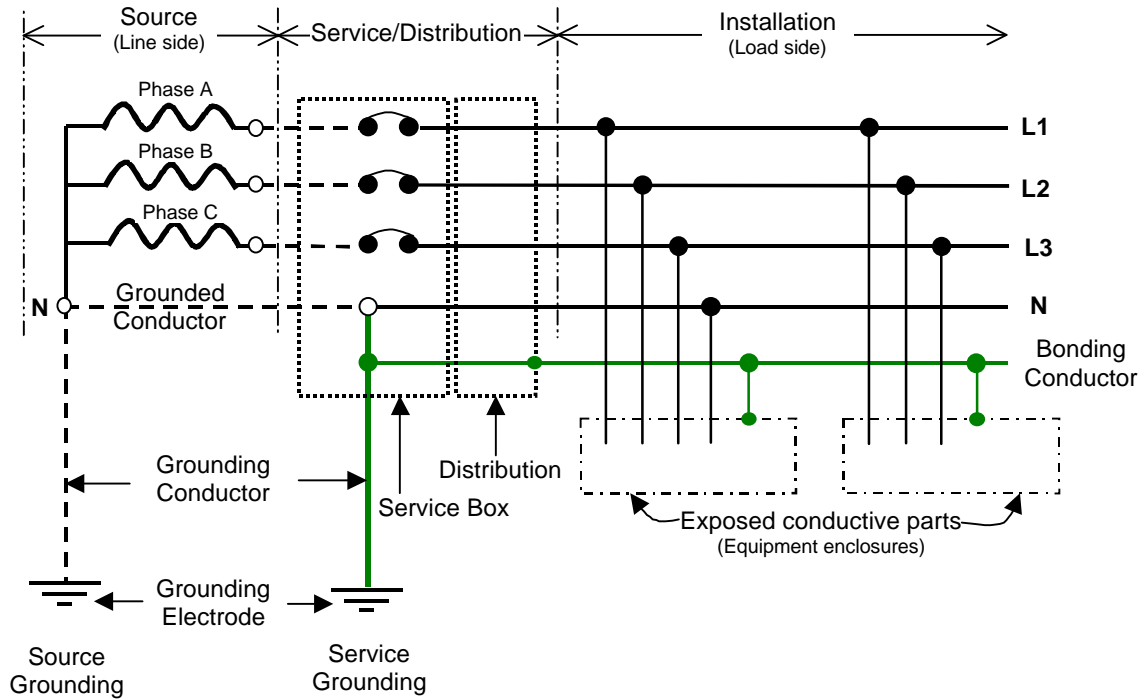 Source
(Line side)
Service/Distribution
Installation
(Load side)
Phase A
L1
Phase B
L2
Phase C
L3
N
Grounded
Conductor
N
Bonding
Conductor
Grounding
Conductor
Service Box
Distribution
Exposed conductive parts
(Equipment enclosures)
Grounding
Electrode
Source
Grounding
Service
Grounding